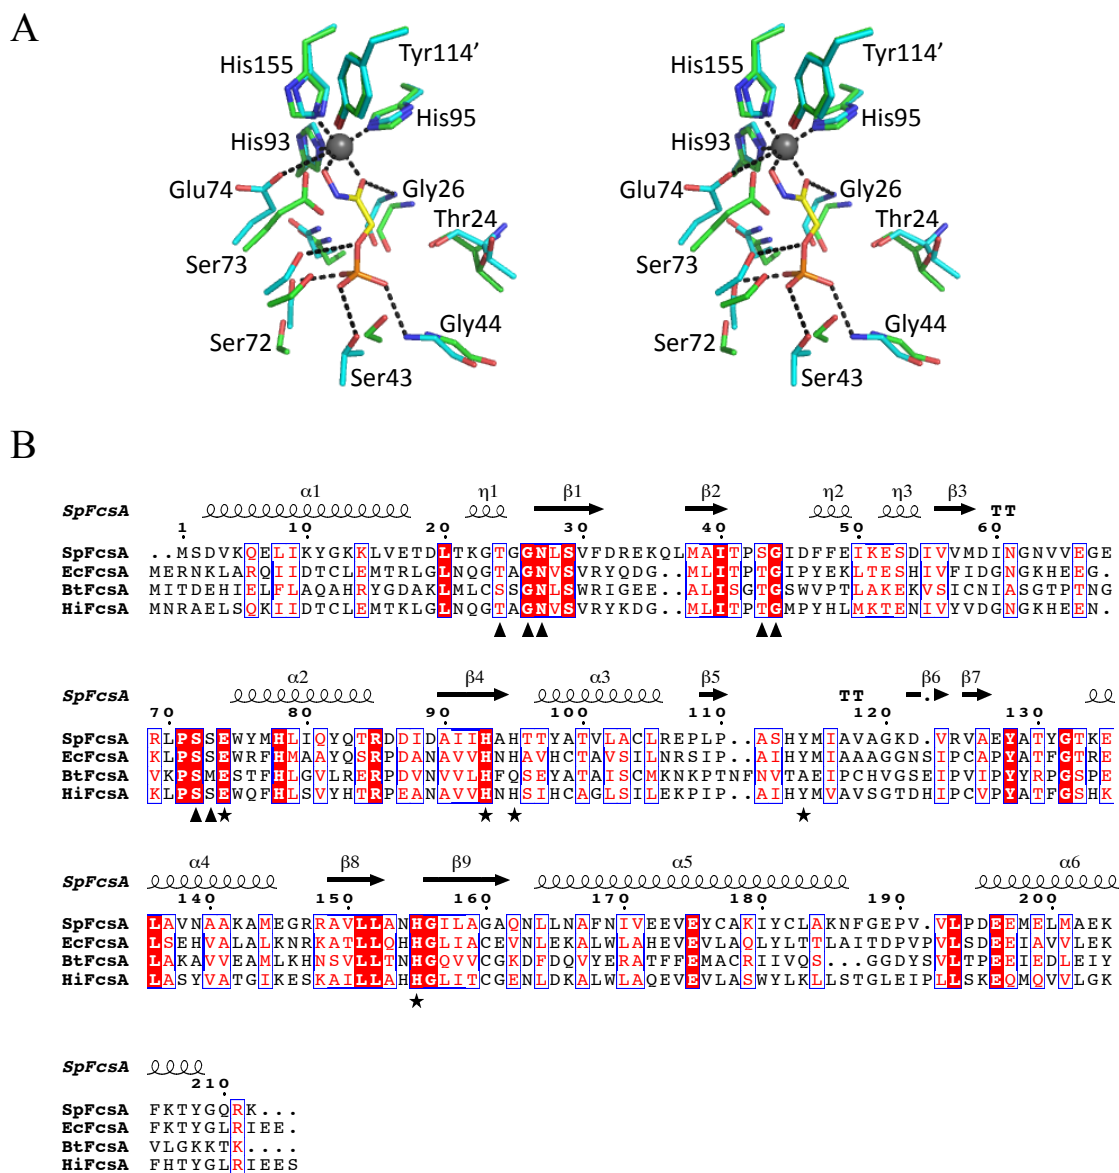 A
His155
Tyr114’
His95
His93
Glu74
Gly26
Thr24
Ser73
Gly44
Ser72
Ser43
His155
Tyr114’
His95
His93
Glu74
Gly26
Thr24
Ser73
Gly44
Ser72
Ser43
B
α1 η1 β1 β2 η2 η3 β3
SpFcsA TT
1 10 20 30 40 50 60
SpFcsA ..MSDVKQELIKYGKKLVETDLTKGTGGNLSVFDREKQLMAITPSGIDFFEIKESDIVVMDINGNVVEGE
EcFcsA MERNKLARQIIDTCLEMTRLGLNQGTAGNVSVRYQDG..MLITPTGIPYEKLTESHIVFIDGNGKHEEG.
BtFcsA MITDEHIELFLAQAHRYGDAKLMLCSSGNLSWRIGEE..ALISGTGSWVPTLAKEKVSICNIASGTPTNG
HiFcsA MNRAELSQKIIDTCLEMTKLGLNQGTAGNVSVRYKDG..MLITPTGMPYHLMKTENIVYVDGNGKHEEN.
α2 β4 α3 β5 β6 β7
SpFcsA TT
70 80 90 100 110 120 130
SpFcsA RLPSSEWYMHLIQYQTRDDIDAIIHAHTTYATVLACLREPLP..ASHYMIAVAGKD.VRVAEYATYGTKE
EcFcsA KLPSSEWRFHMAAYQSRPDANAVVHNHAVHCTAVSILNRSIP..AIHYMIAAAGGNSIPCAPYATFGTRE
BtFcsA VKPSMESTFHLGVLRERPDVNVVLHFQSEYATAISCMKNKPTNFNVTAEIPCHVGSEIPVIPYYRPGSPE
HiFcsA KLPSSEWQFHLSVYHTRPEANAVVHNHSIHCAGLSILEKPIP..AIHYMVAVSGTDHIPCVPYATFGSHK
α4 β8 β9 α5 α6
SpFcsA
140 150 160 170 180 190 200
SpFcsA LAVNAAKAMEGRRAVLLANHGILAGAQNLLNAFNIVEEVEYCAKIYCLAKNFGEPV.VLPDEEMELMAEK
EcFcsA LSEHVALALKNRKATLLQHHGLIACEVNLEKALWLAHEVEVLAQLYLTTLAITDPVPVLSDEEIAVVLEK
BtFcsA LAKAVVEAMLKHNSVLLTNHGQVVCGKDFDQVYERATFFEMACRIIVQS...GGDYSVLTPEEIEDLEIY
HiFcsA LASYVATGIKESKAILLAHHGLITCGENLDKALWLAQEVEVLASWYLKLLSTGLEIPLLSKEQMQVVLGK
SpFcsA
210
SpFcsA FKTYGQRK...
EcFcsA FKTYGLRIEE.
BtFcsA VLGKKTK....
HiFcsA FHTYGLRIEES